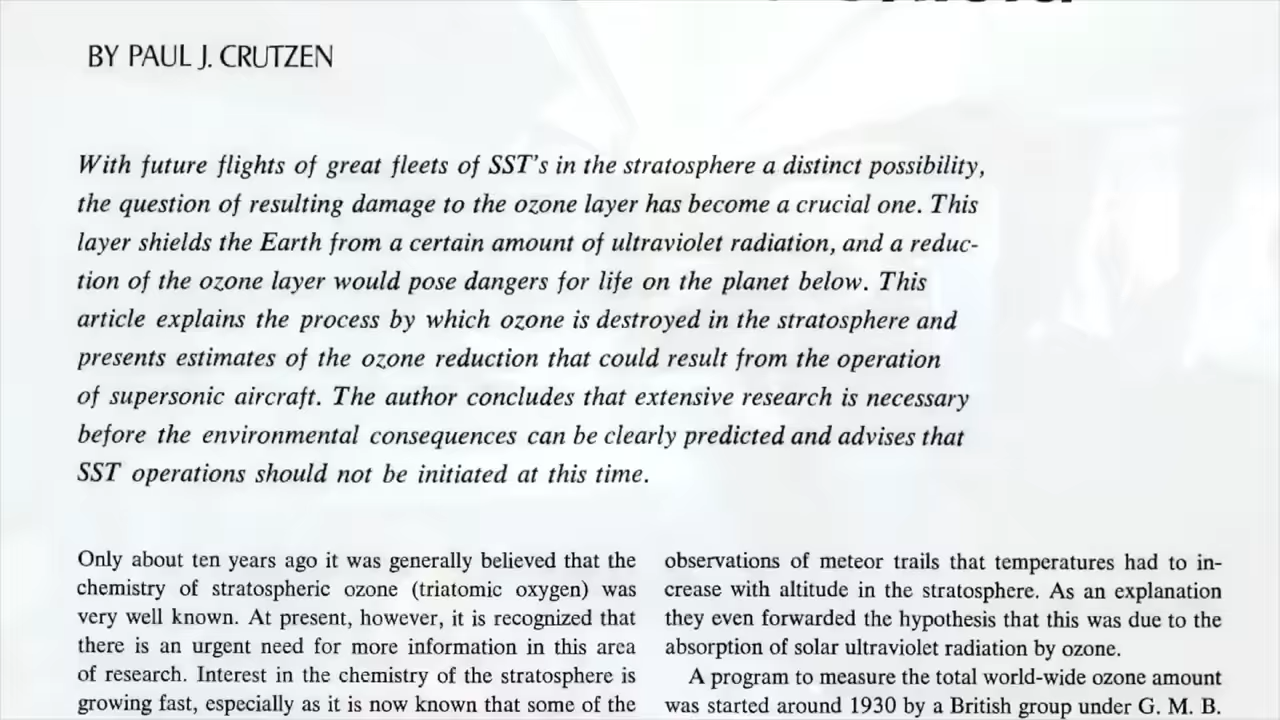 BY PAUL J. CRUTZEN
With future flights of great fleets of SST's in the stratosphere a distinct possibility,
the question of resulting damage to the ozone layer has become a crucial one. This
layer shields the Earth from a certain amount of ultraviolet radiation, and a reduc-
tion of the ozone layer would pose dangers for life on the planet below. This
article explains the process by which ozone is destroyed in the stratosphere and
presents estimates of the ozone reduction that could result from the operation
of supersonic aircraft. The author concludes that extensive research is necessary
before the environmental consequences can be clearly predicted and advises that
SST operations should not be initiated at this time.
Only about ten years ago it was generally believed that the
chemistry of stratospheric ozone (triatomic oxygen) was
very well known. At present, however, it is recognized that
there is an urgent need for more information in this area
of research. Interest in the chemistry of the stratosphere is
growing fast, especially as it is now known that some of the
observations of meteor trails that temperatures had to in-
crease with altitude in the stratosphere. As an explanation
they even forwarded the hypothesis that this was due to the
absorption of solar ultraviolet radiation by ozone.
A program to measure the total world-wide ozone amount
was started around 1930 by a British group under G. M. B.